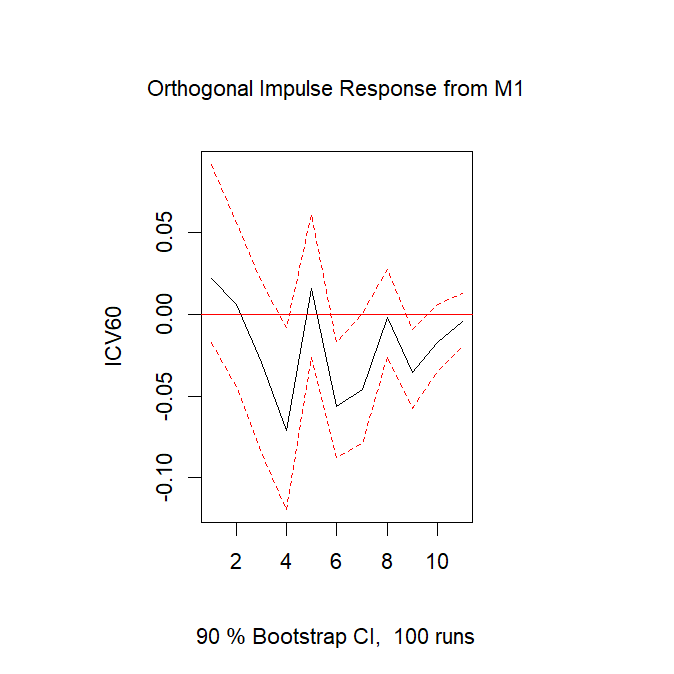 Orthogonal Impulse Response from M1
0.05
0.00
-0.05
-0.10
ICV60
2 4 6 8 10
90 % Bootstrap CI,  100 runs